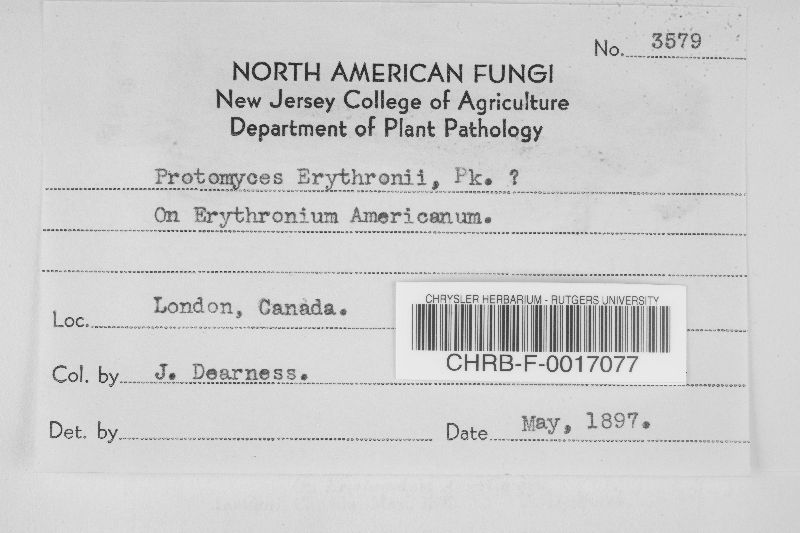 No. 3579
NORTH AMERICAN FUNGI
New Jersey College of Agriculture
Department of Plant Pathology
Protomyces Erythronii, Pk. ?
On Erythronium Americanum.
Loc. London, Canada.
CHRYSLER HERBARIUM - RUTGERS UNIVERSITY
CHRB-F-0017077
Col. by J. Dearness.
Det. by
Date May, 1897.